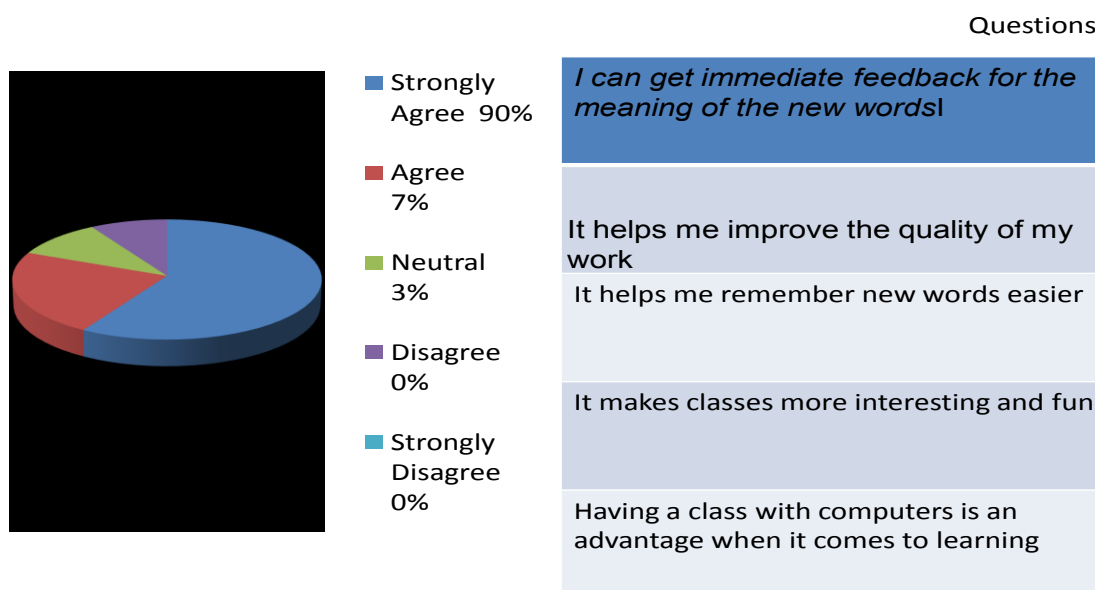 Questions
Strongly
Agree 90%
Agree
7%
Neutral
3%
Disagree
0%
Strongly
Disagree
0%
I can get immediate feedback for the
meaning of the new wordsI
It helps me improve the quality of my
work
It helps me remember new words easier
It makes classes more interesting and fun
Having a class with computers is an
advantage when it comes to learning